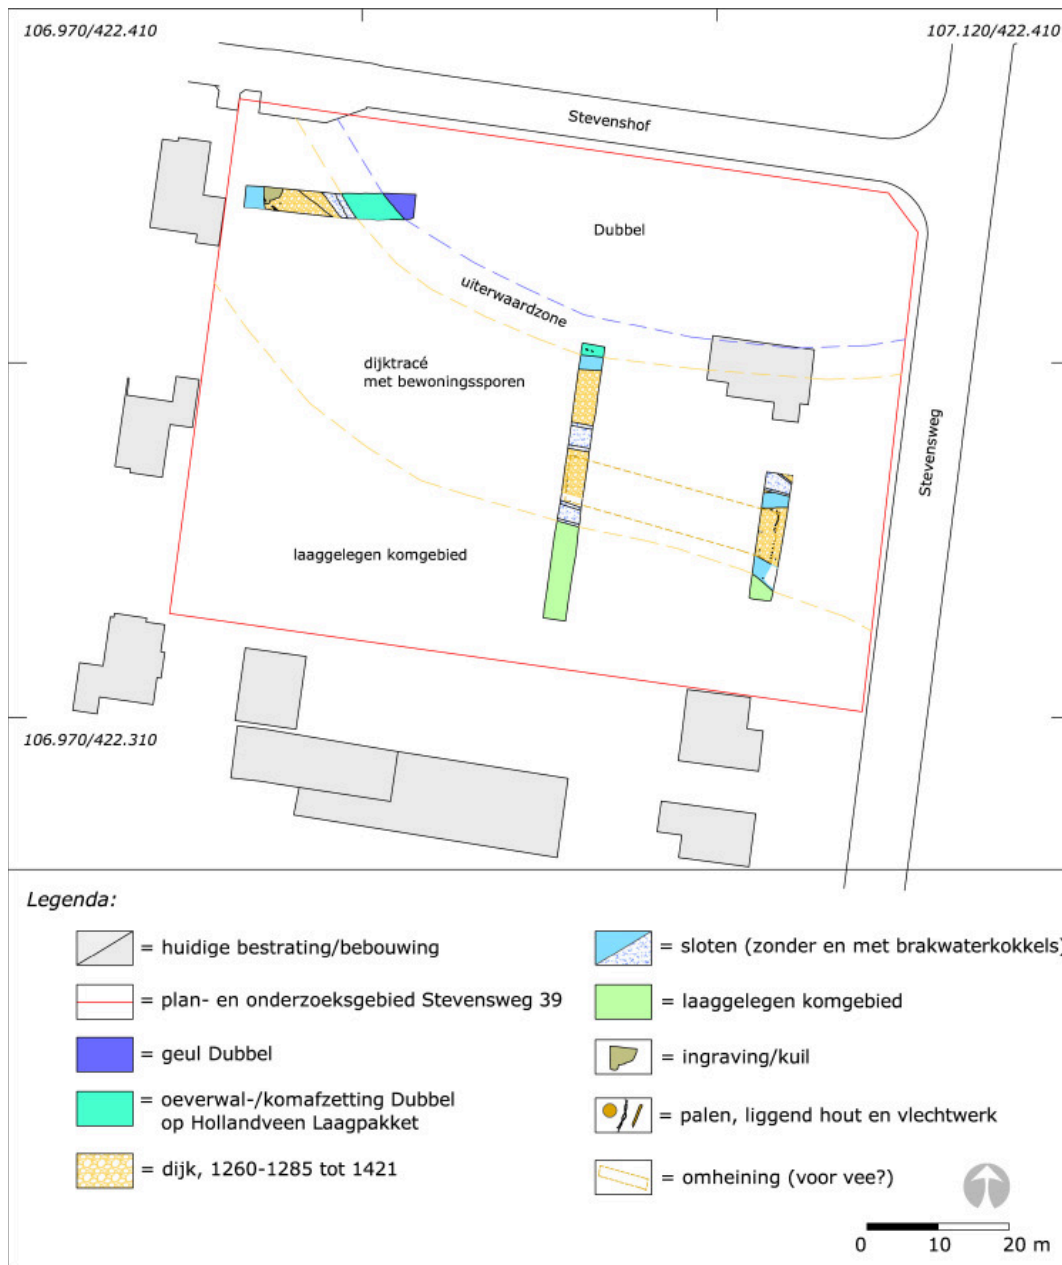 106.970/422.410
107.120/422.410
Stevenshof
Dubbel
uiterwaardzone
dijktracé
met bewoningssporen
Stevensweg
laaggelegen komgebied
106.970/422.310
Legenda:
= huidige bestrating/bebouwing
= plan- en onderzoeksgebied Stevensweg 39
= geul Dubbel
= oeverwal-/komafzetting Dubbel
op Hollandveen Laagpakket
= dijk, 1260-1285 tot 1421
= sloten (zonder en met brakwaterkokkels)
= laaggelegen komgebied
= ingraving/kuil
= palen, liggend hout en vlechtwerk
= omheining (voor vee?)
0 10 20 m